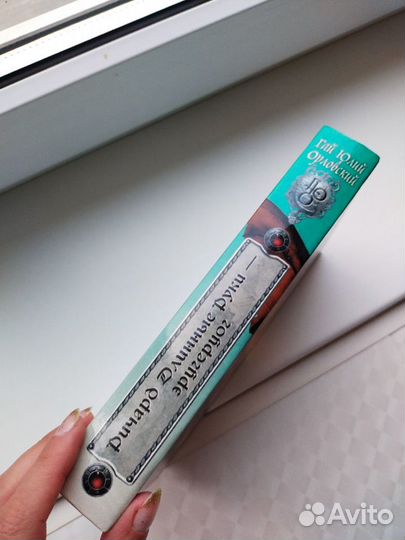 Гай Юлий
Орловский
Ричард Длинные Руки —
эрцгерцог
Avito